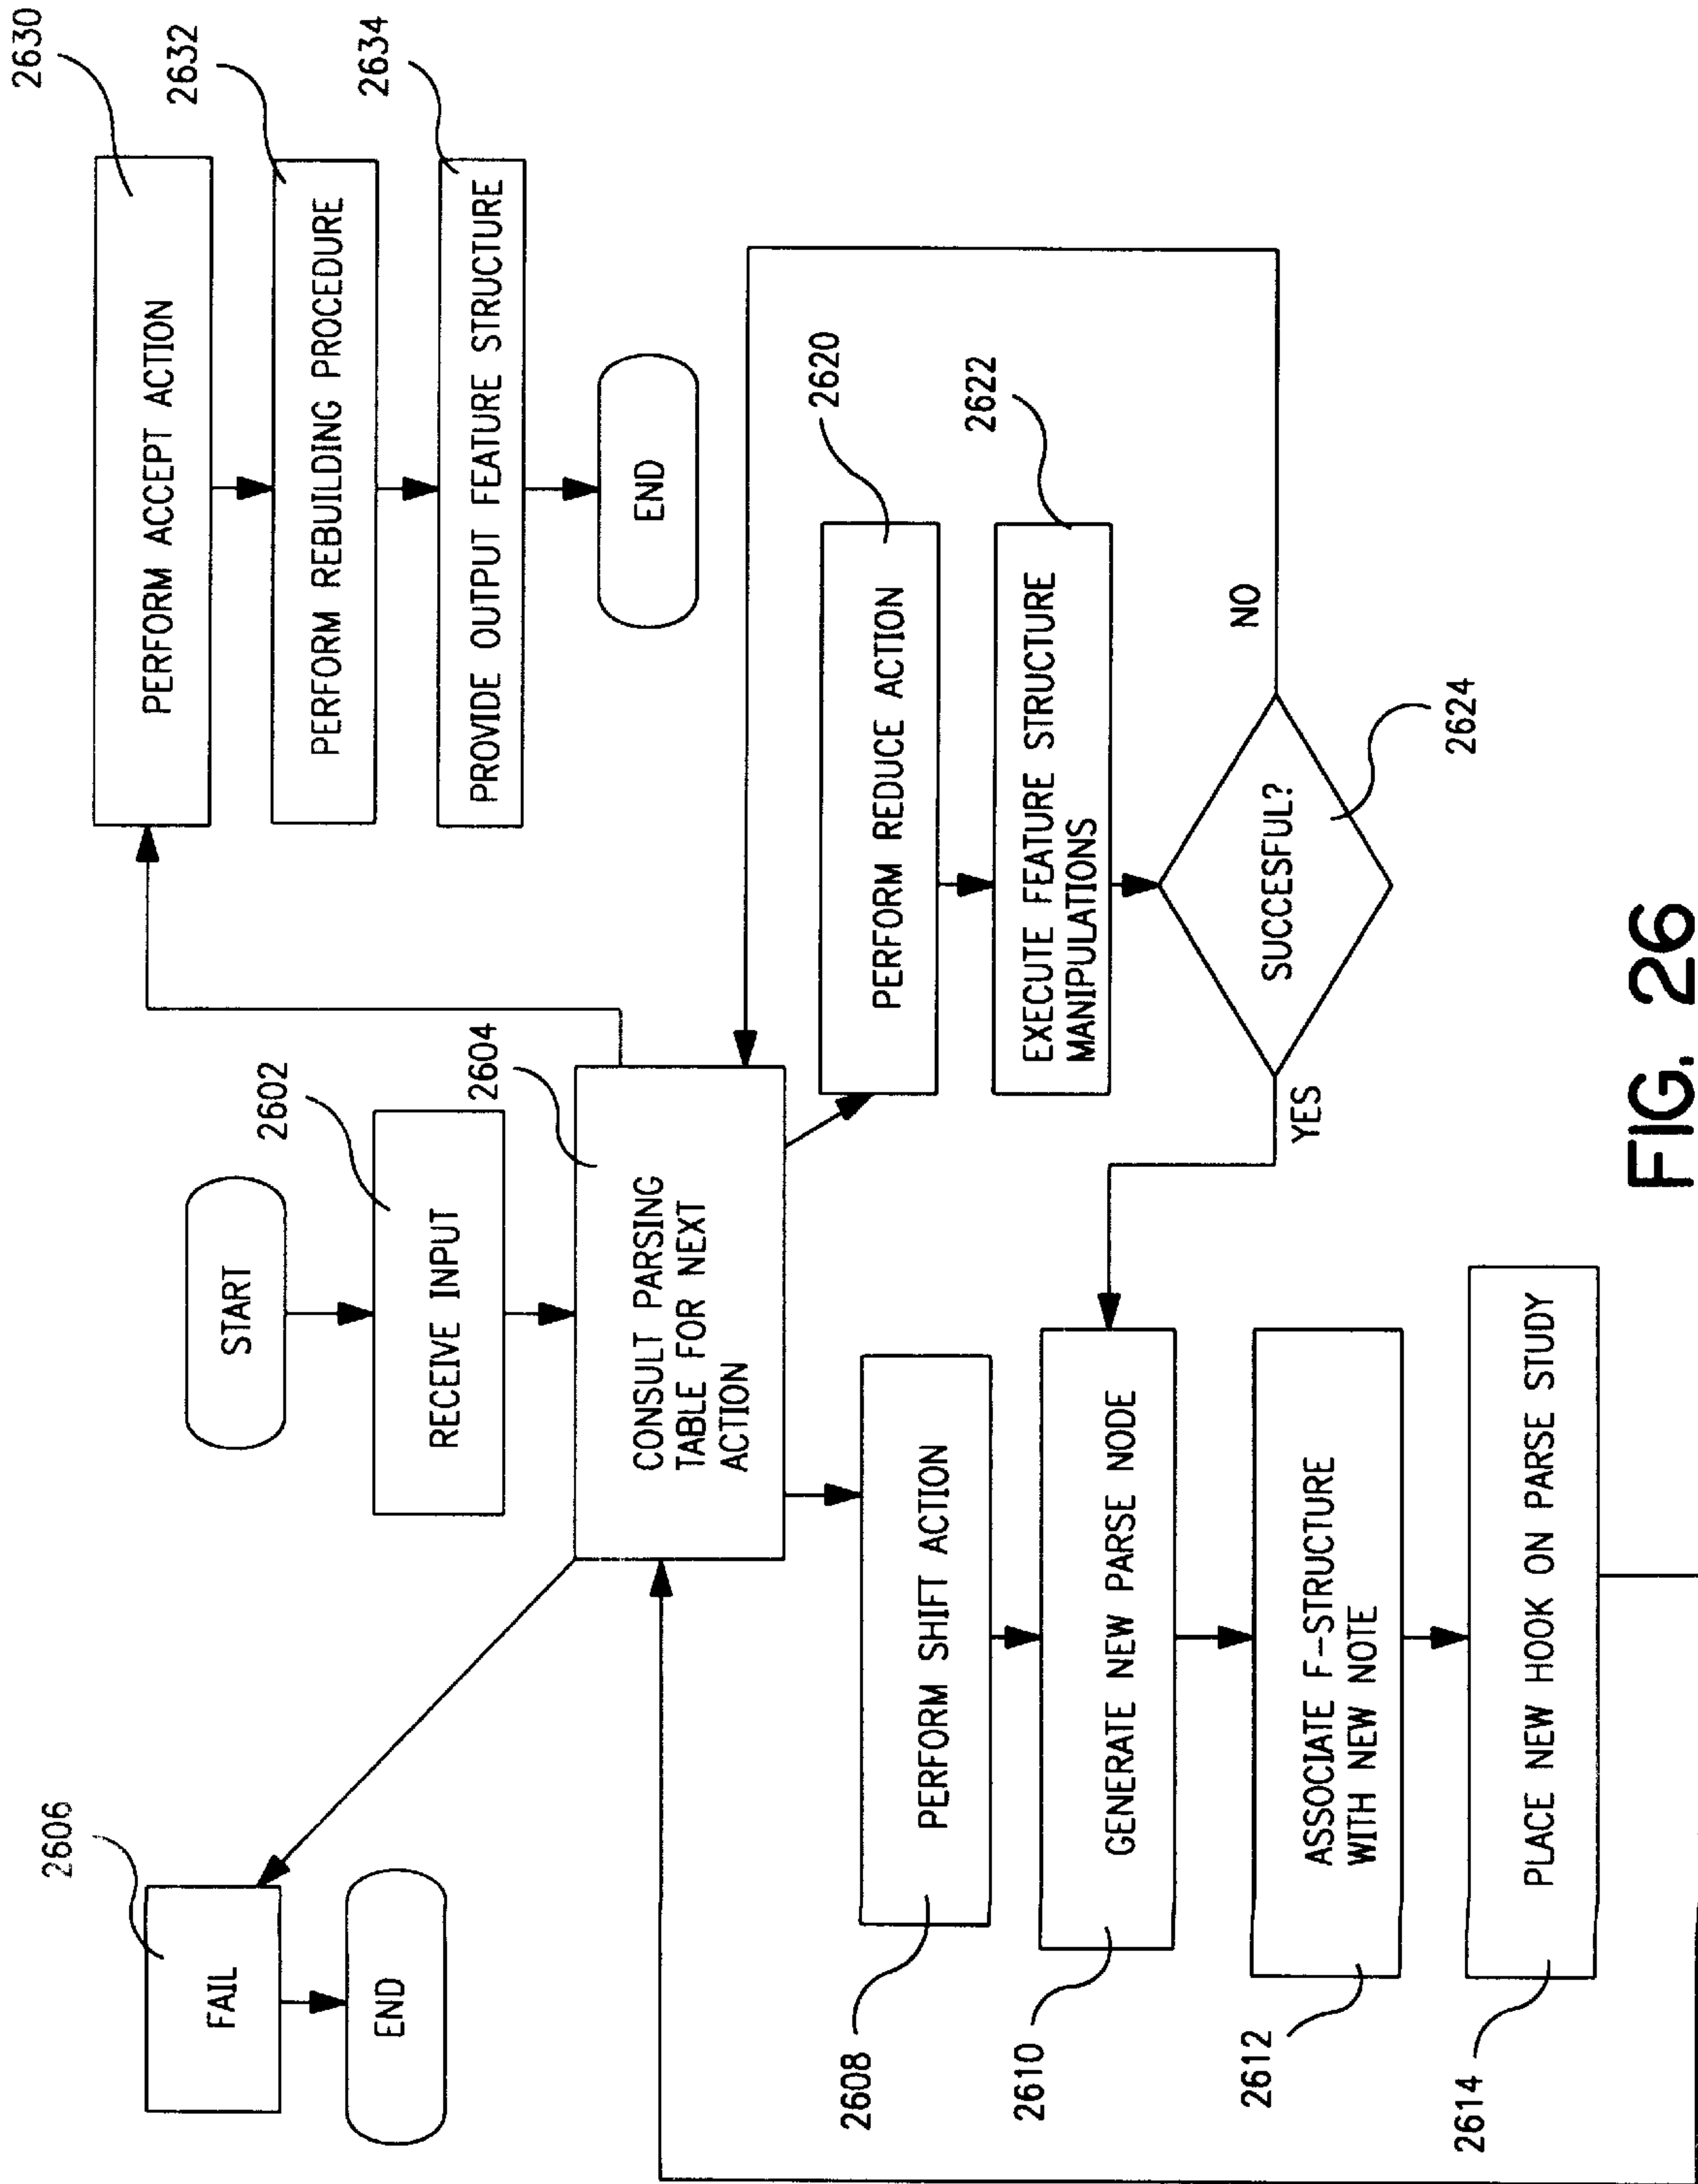 START
2602
RECEIVE INPUT
2604
CONSULT PARSING
TABLE FOR NEXT
ACTION
2606
FAIL
END
2608
PERFORM SHIFT ACTION
2610
GENERATE NEW PARSE NODE
2612
ASSOCIATE F-STRUCTURE
WITH NEW NOTE
2614
PLACE NEW HOOK ON PARSE STUDY
2620
PERFORM REDUCE ACTION
2622
EXECUTE FEATURE STRUCTURE
MANIPULATIONS
SUCCESFUL?
2624
YES
NO
2630
PERFORM ACCEPT ACTION
2632
PERFORM REBUILDING PROCEDURE
2634
PROVIDE OUTPUT FEATURE STRUCTURE
END
FIG. 26